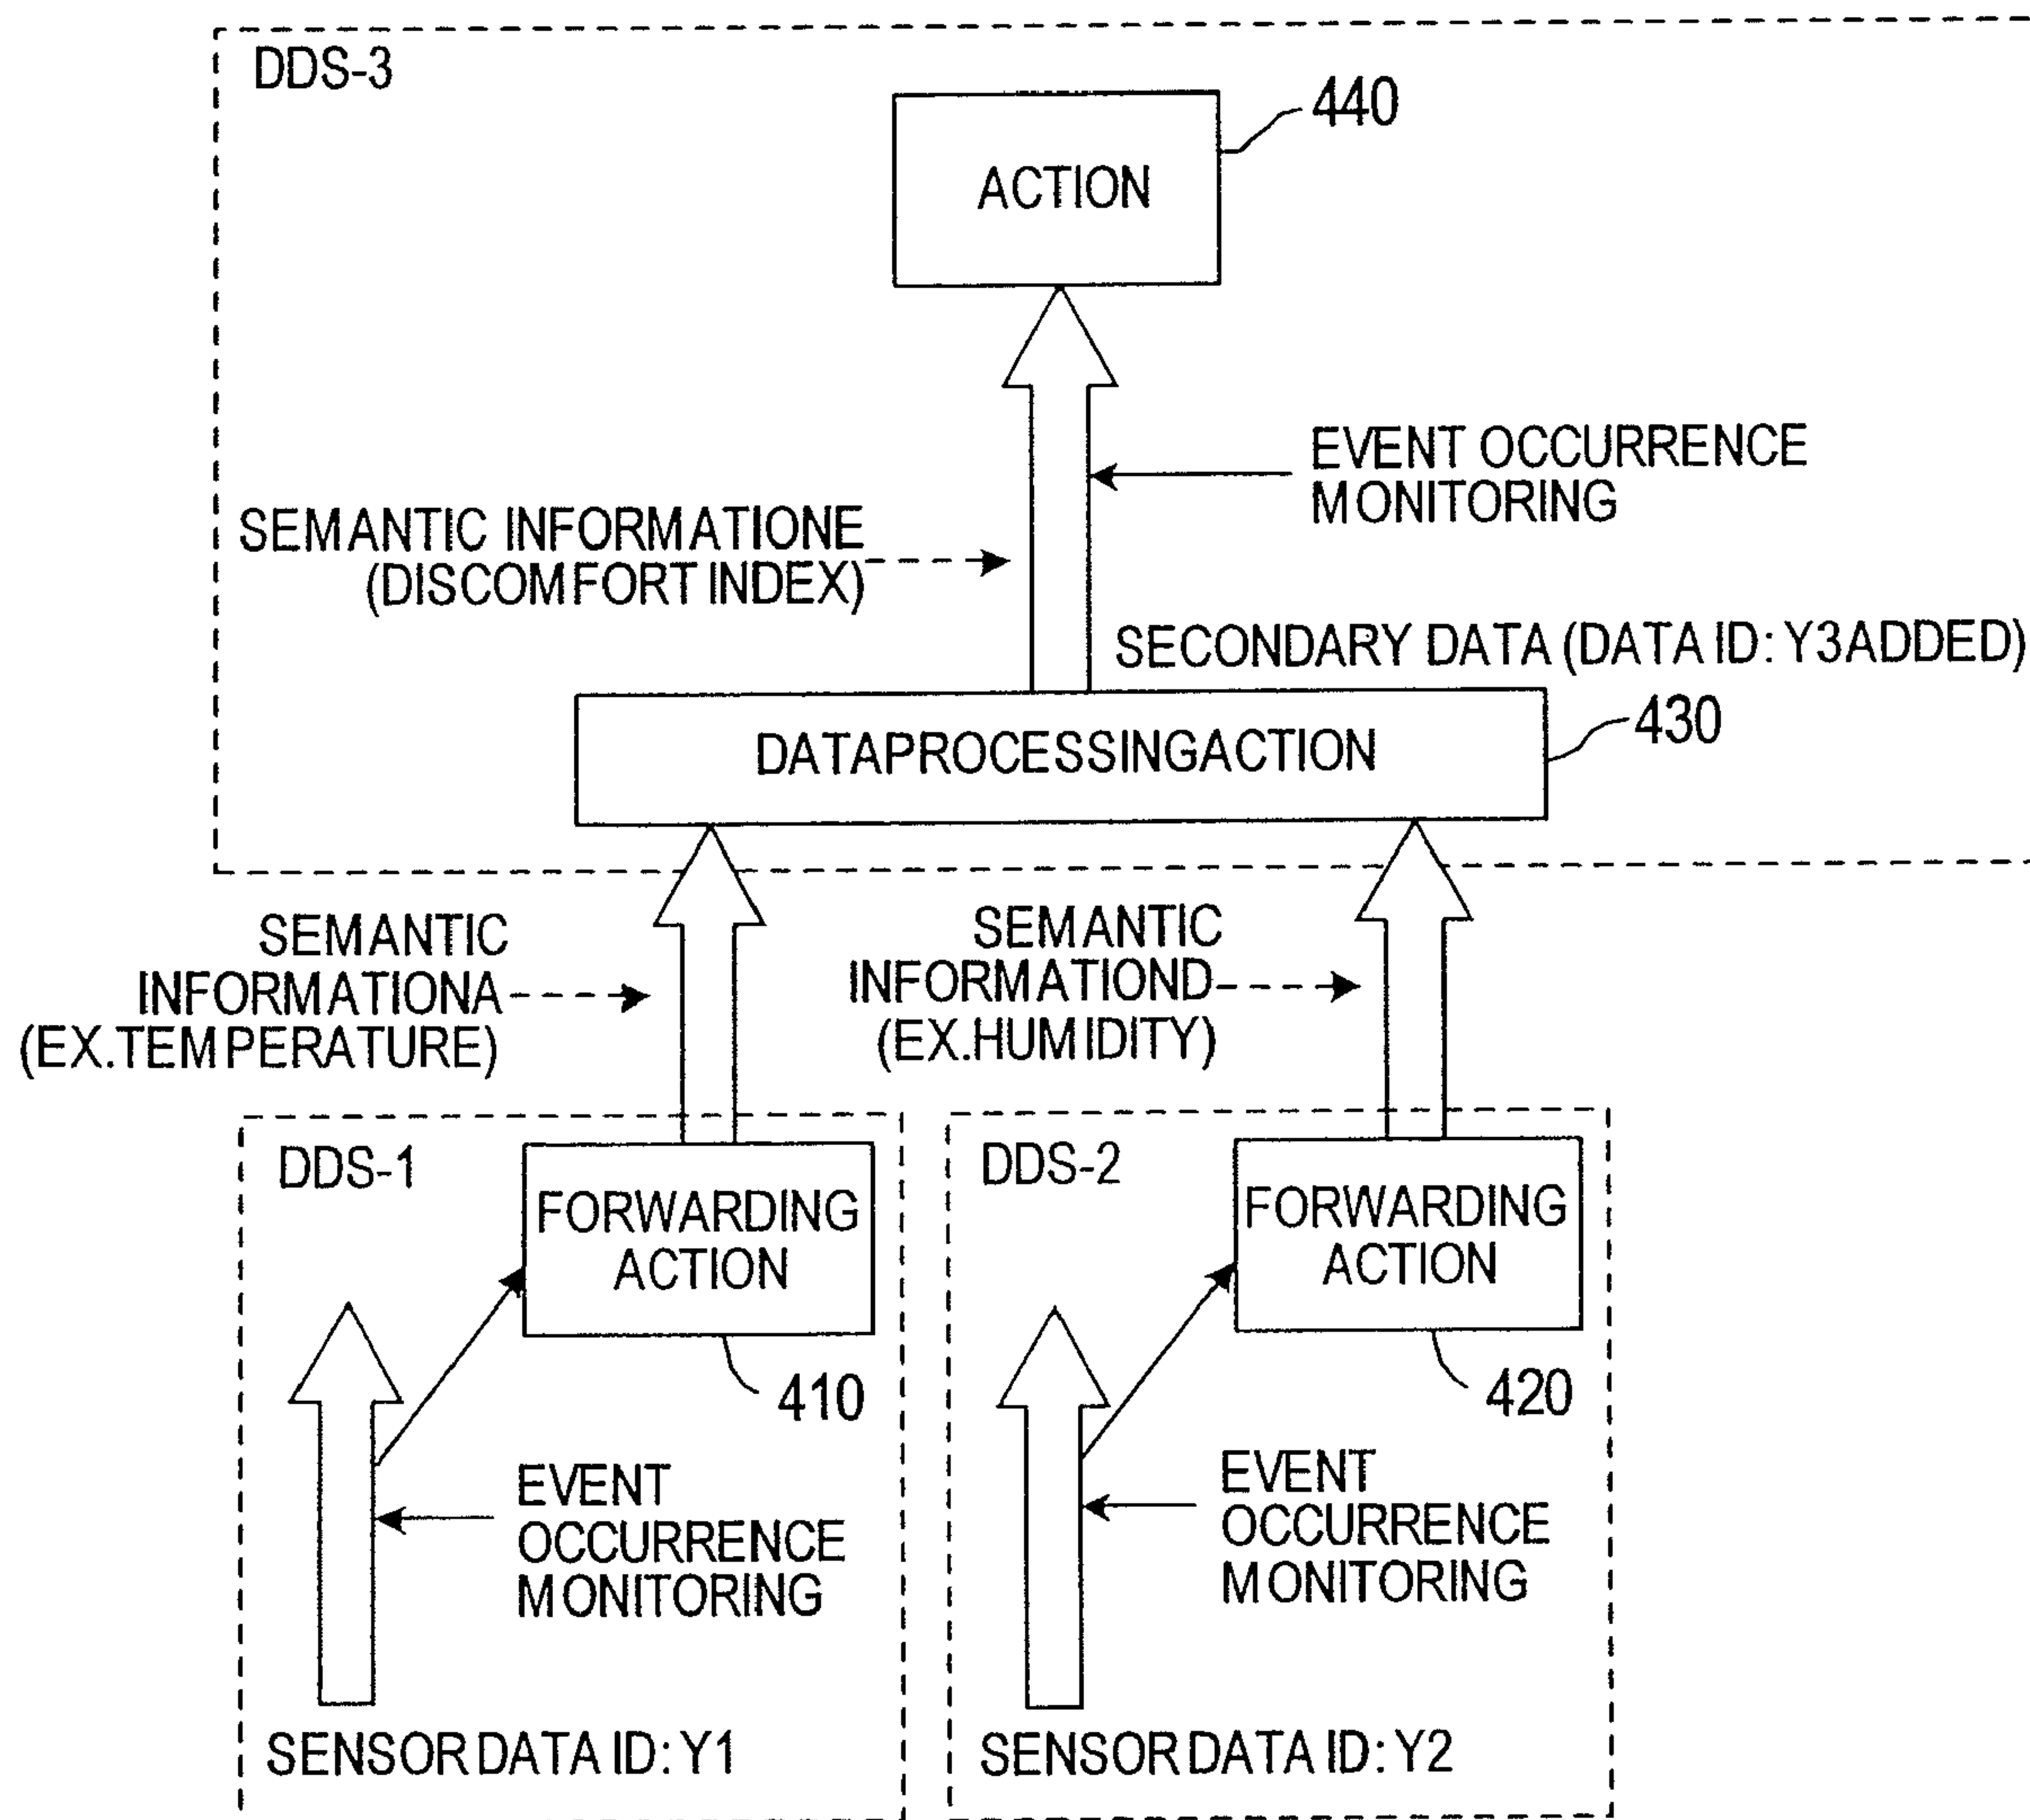 DDS-3
440
ACTION
EVENT OCCURRENCE
MONITORING
SEMANTIC INFORMATIONE
(DISCOMFORT INDEX)
SECONDARY DATA (DATA ID: Y3ADDED)
430
DATAPROCESSINGACTION
SEMANTIC
INFORMATIONA
(EX.TEMPERATURE)
SEMANTIC
INFORMATIOND
(EX.HUMIDITY)
DDS-1
FORWARDING
ACTION
410
EVENT
OCCURRENCE
MONITORING
SENSOR DATA ID: Y1
DDS-2
FORWARDING
ACTION
420
EVENT
OCCURRENCE
MONITORING
SENSOR DATA ID: Y2